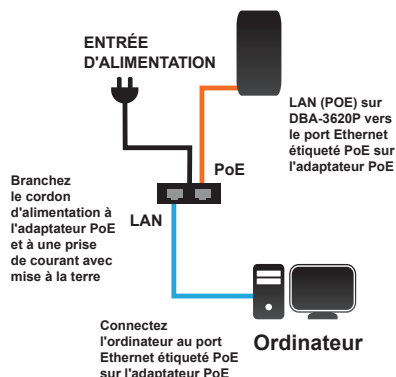 ENTRÉE
D'ALIMENTATION
LAN (POE) sur
DBA-3620P vers
le port Ethernet
étiqueté PoE sur
l'adaptateur PoE
PoE
LAN
Branchez
le cordon
d'alimentation à
l'adaptateur PoE
et à une prise
de courant avec
mise à la terre
Connectez
l'ordinateur au port
Ethernet étiqueté PoE
sur l'adaptateur PoE
Ordinateur